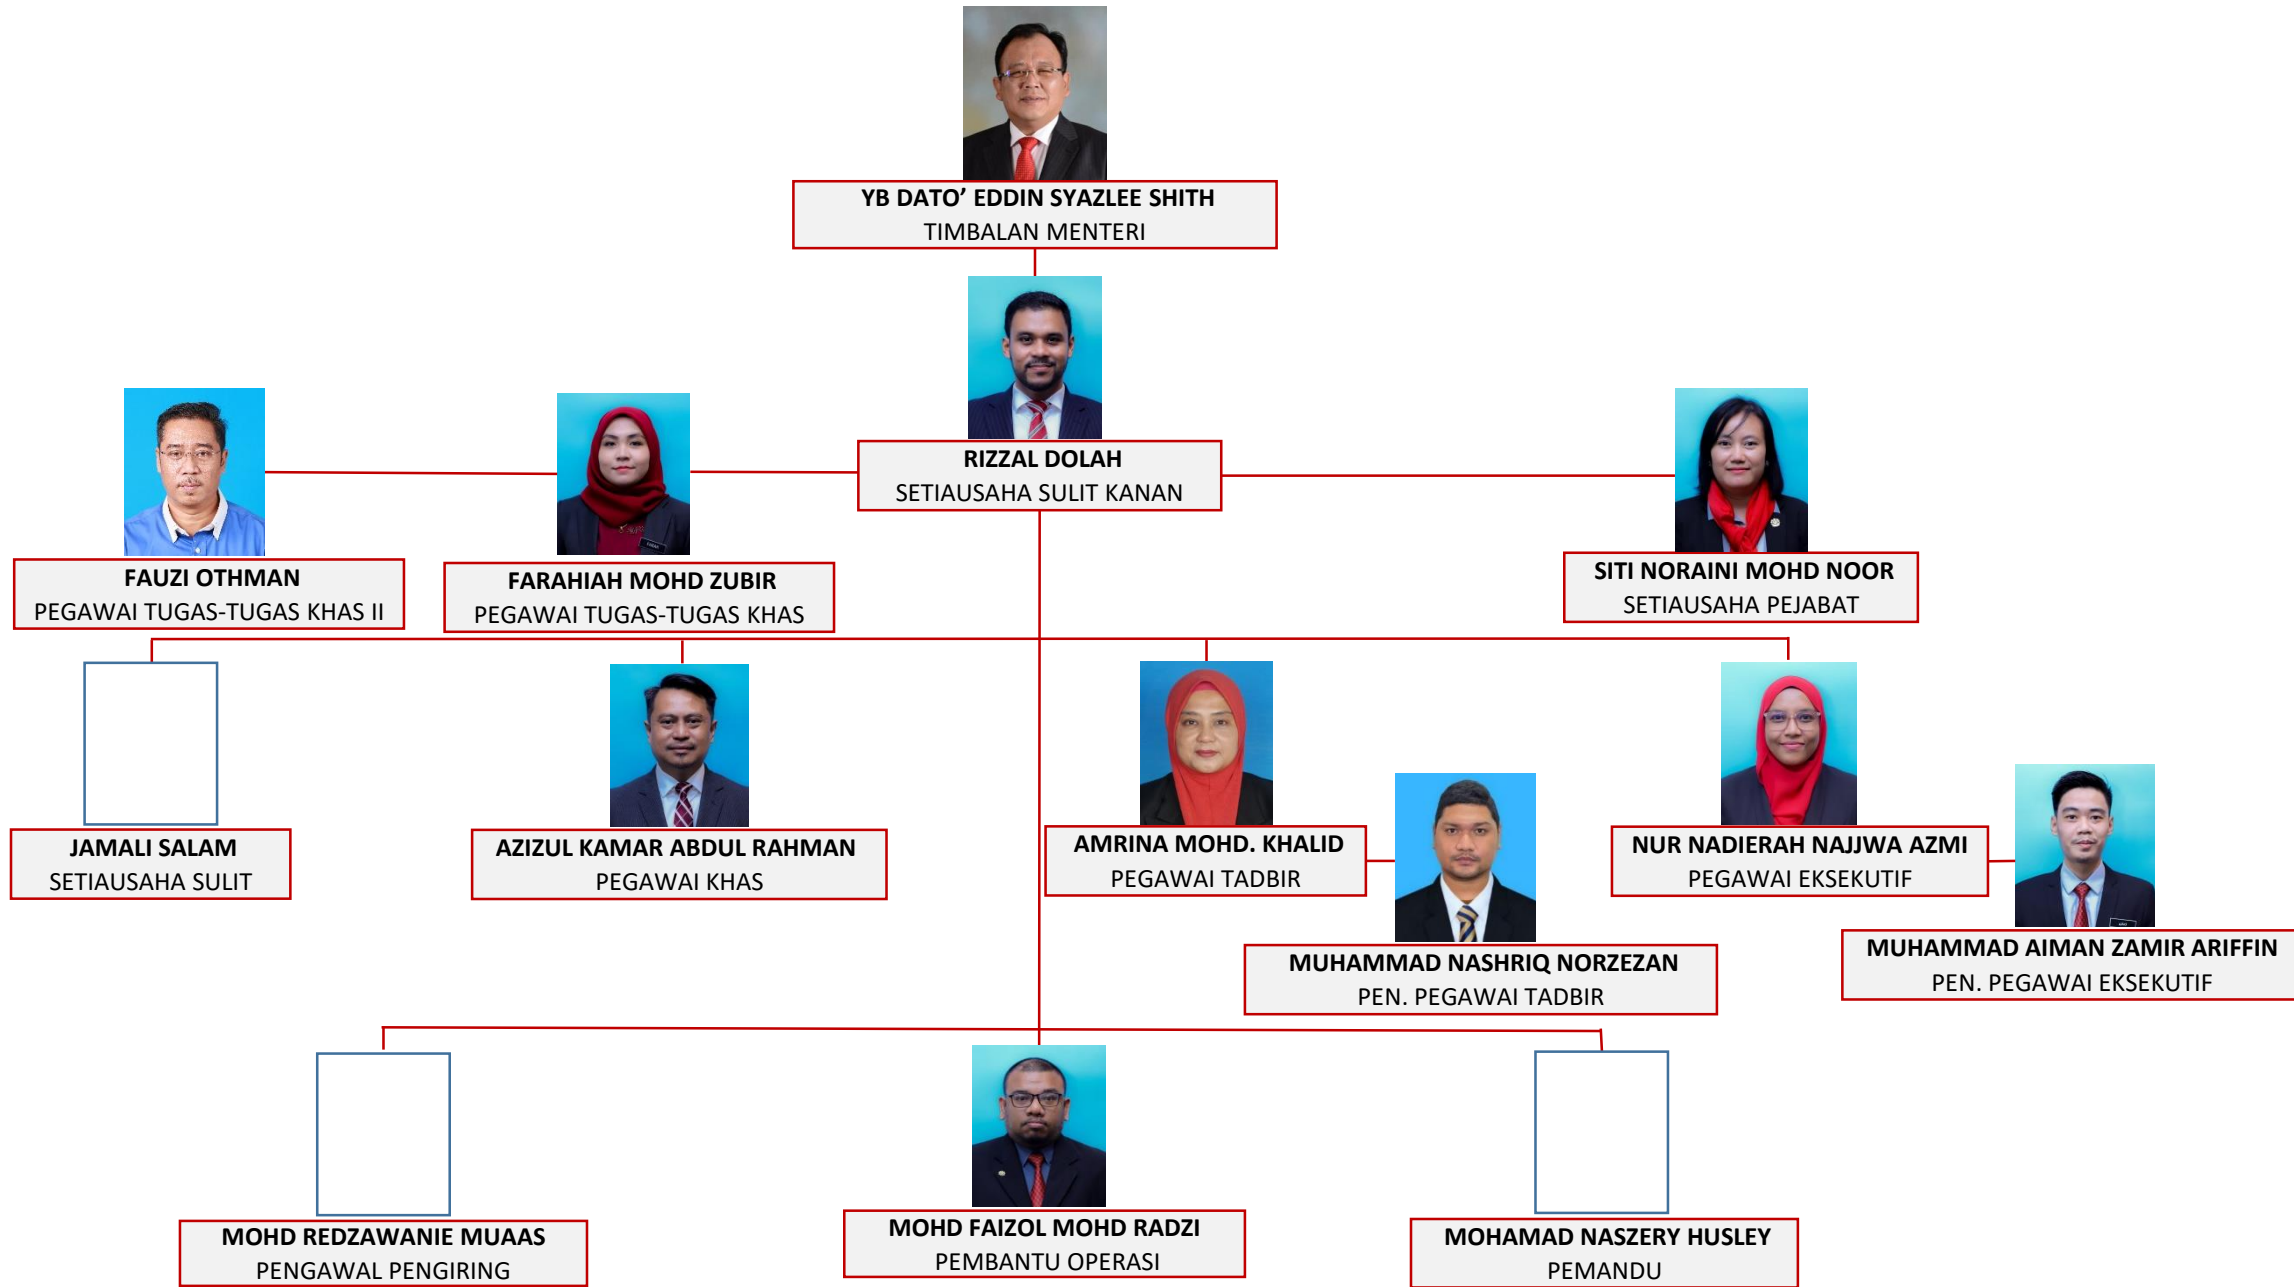 YB DATO’ EDDIN SYAZLEE SHITH
TIMBALAN MENTERI
RIZZAL DOLAH
SETIAUSAHA SULIT KANAN
FAUZI OTHMAN
PEGAWAI TUGAS-TUGAS KHAS II
FARAHIAH MOHD ZUBIR
PEGAWAI TUGAS-TUGAS KHAS
SITI NORAINI MOHD NOOR
SETIAUSAHA PEJABAT
JAMALI SALAM
SETIAUSAHA SULIT
AZIZUL KAMAR ABDUL RAHMAN
PEGAWAI KHAS
AMRINA MOHD. KHALID
PEGAWAI TADBIR
NUR NADIERAH NAJJWA AZMI
PEGAWAI EKSEKUTIF
MUHAMMAD NASHRIQ NORZEZAN
PEN. PEGAWAI TADBIR
MUHAMMAD AIMAN ZAMIR ARIFFIN
PEN. PEGAWAI EKSEKUTIF
MOHD REDZAWANIE MUAAS
PENGAWAL PENGIRING
MOHD FAIZOL MOHD RADZI
PEMBANTU OPERASI
MOHAMAD NASZERY HUSLEY
PEMANDU